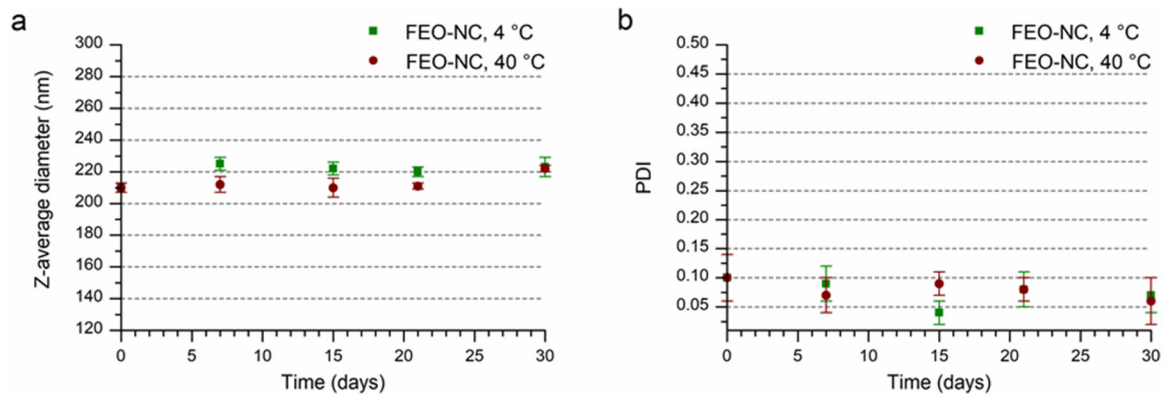 a
FEO-NC, 4 °C
FEO-NC, 40 °C
Z-average diameter (nm)
300
280
260
240
220
200
180
160
140
120
0 5 10 15 20 25 30
Time (days)
b
FEO-NC, 4 °C
FEO-NC, 40 °C
PDI
0.50
0.45
0.40
0.35
0.30
0.25
0.20
0.15
0.10
0.05
0 5 10 15 20 25 30
Time (days)